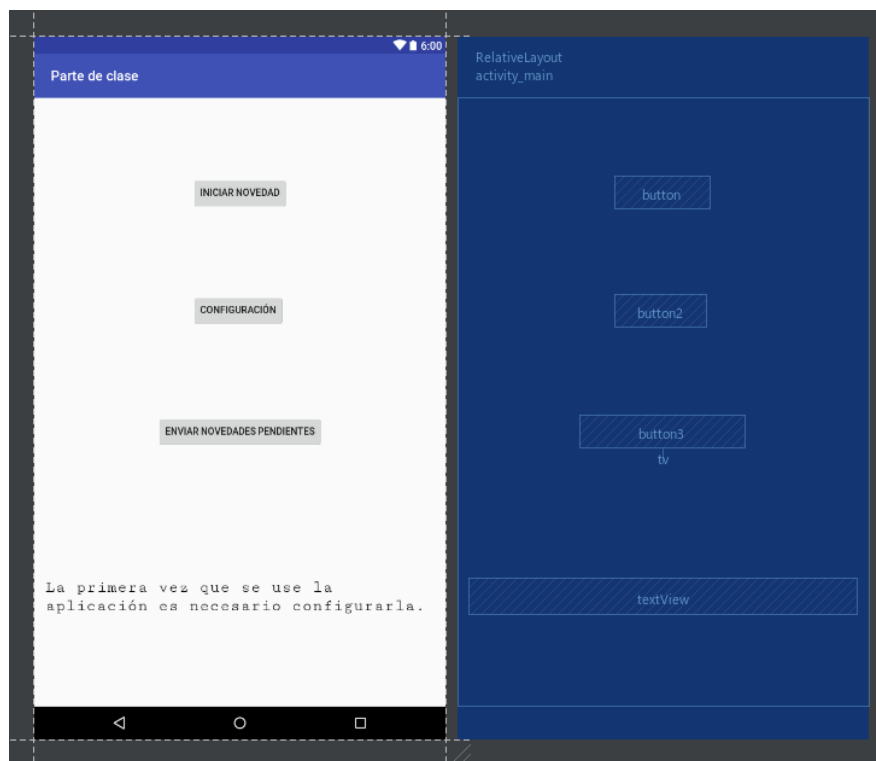 6:00
Parte de clase
INICIAR NOVEDAD
CONFIGURACIÓN
ENVIAR NOVEDADES PENDIENTES
La primera vez que se use la
aplicación es necesario configurarla.
RelativeLayout
activity_main
button
button2
button3
tv
textView